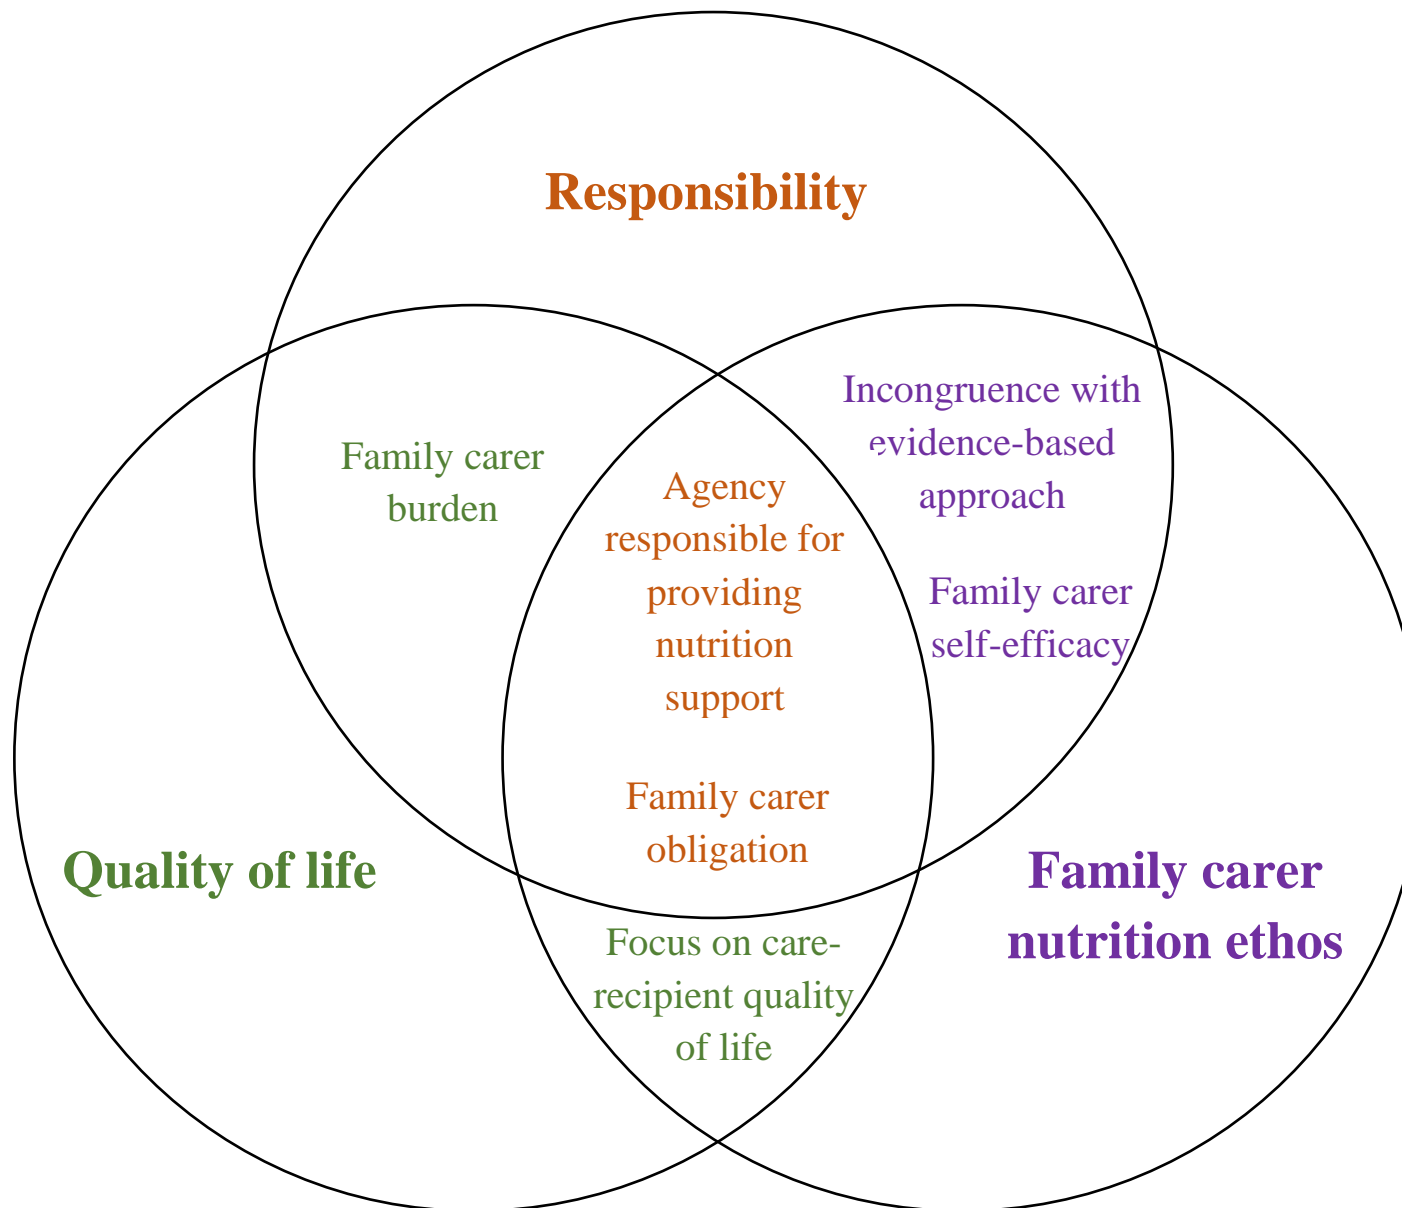 Responsibility
Family carer
burden
Incongruence with
evidence-based
approach
Family carer
self-efficacy
Agency
responsible for
providing
nutrition
support
Family carer
obligation
Quality of life
Family carer
nutrition ethos
Focus on care-
recipient quality
of life